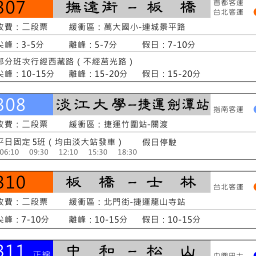 307 撫遠街 — 板橋 首都客運
台北客運
收費：二段票 緩衝區：萬大國小-連城景平路
尖峰：3-5分 離峰：5-7分 假日：7-10分
部分班次行經西藏路（不經莒光路）
尖峰：10-15分 離峰：15-20分 假日：15-20分
308 淡江大學-捷運劍潭站 指南客運
收費：二段票 緩衝區：捷運竹圍站-關渡
平日固定5班（均由淡大站發車） 假日停駛
06:10 09:30 12:10 15:30 18:30
310 板橋 — 士林 台北客運
收費：二段票 緩衝區：北門街-捷運龍山寺站
尖峰：7-10分 離峰：10-15分 假日：10-15分
311 正線 中和 — 松山